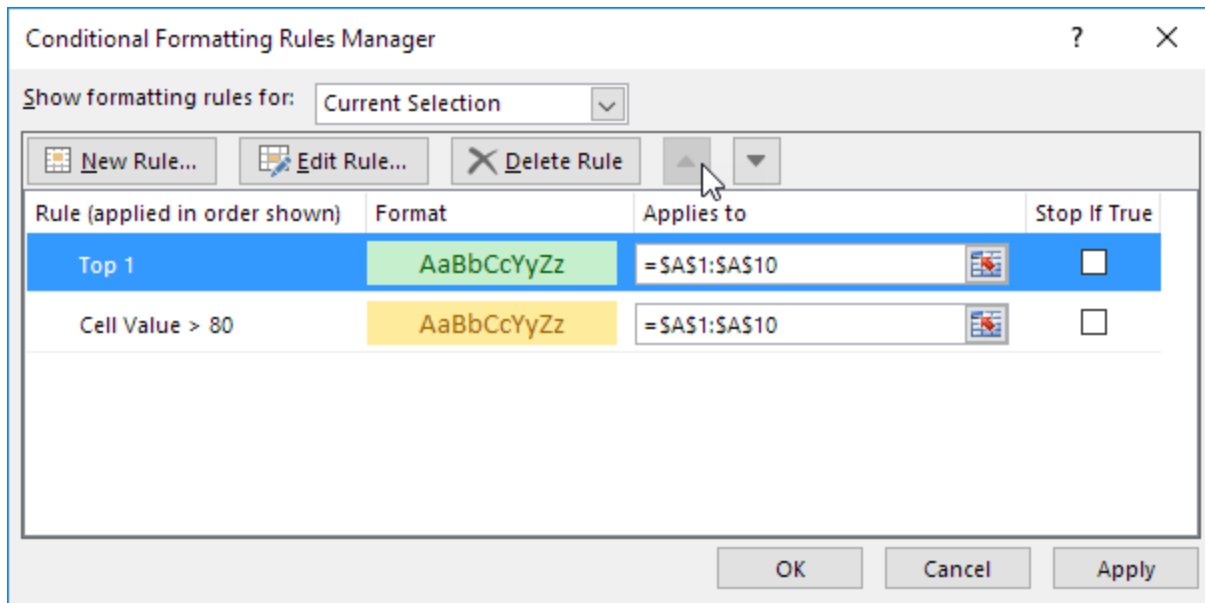 Conditional Formatting Rules Manager ? ×
Show formatting rules for: Current Selection
New Rule... Edit Rule... Delete Rule
Rule (applied in order shown) Format Applies to Stop If True
Top 1 AaBbCcYyZz =$A$1:$A$10
Cell Value > 80 AaBbCcYyZz =$A$1:$A$10
OK Cancel Apply